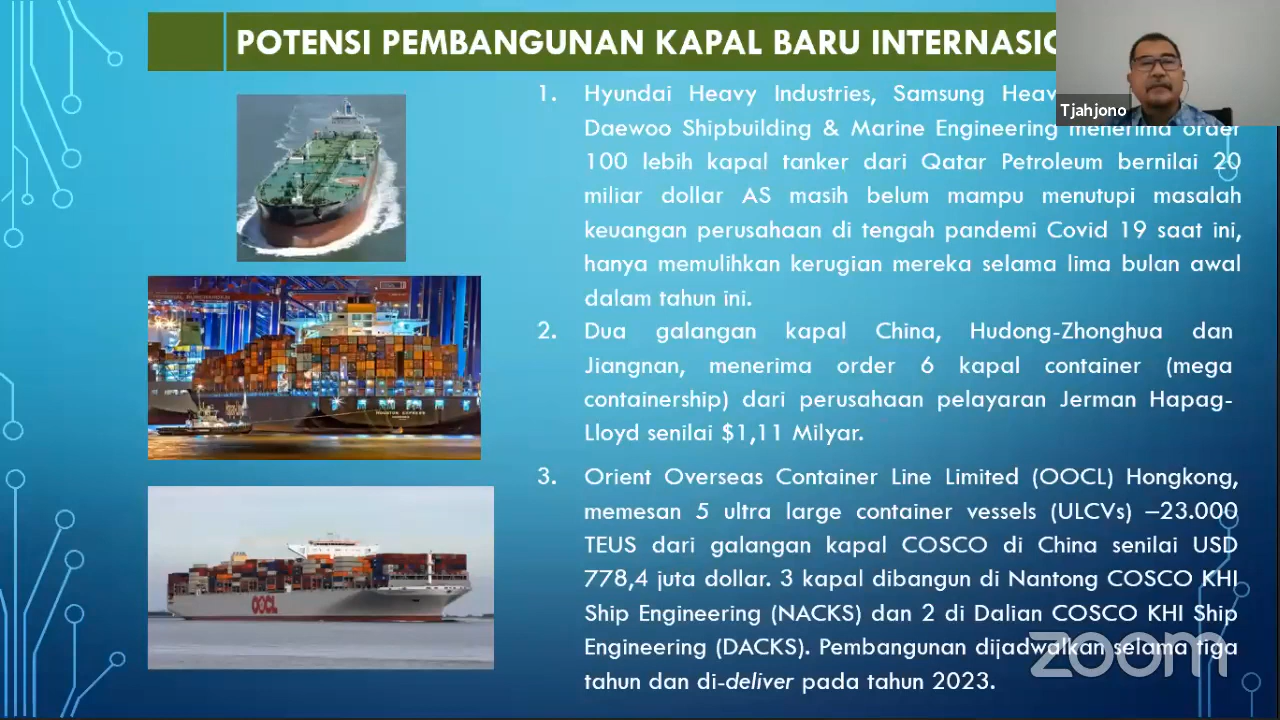 POTENSI PEMBANGUNAN KAPAL BARU
Tjahjono
1. Hyundai Heavy Industries, Samsung
Daewoo Shipbuilding & Marine Engineering menerima order
100 lebih kapal tanker dari Qatar Petroleum bernilai 20
miliar dollar AS masih belum mampu menutupi masalah
keuangan perusahaan di tengah pandemi Covid 19 saat ini,
hanya memulihkan kerugian mereka selama lima bulan awal
dalam tahun ini.
2. Dua galangan kapal China, Hudong-Zhonghua dan
Jiangnan, menerima order 6 kapal container (mega
containership) dari perusahaan pelayaran Jerman Hapag-
Lloyd senilai $1,11 Milyar.
3. Orient Overseas Container Line Limited (OOCL) Hongkong,
memesan 5 ultra large container vessels (ULCVs) –23.000
TEUS dari galangan kapal COSCO di China senilai USD
778,4 juta dollar. 3 kapal dibangun di Nantong COSCO KHI
Ship Engineering (NACKS) dan 2 di Dalian COSCO KHI Ship
Engineering (DACKS). Pembangunan dijadwalkan selama tiga
tahun dan di-deliver pada tahun 2023.
OOCL
zoom